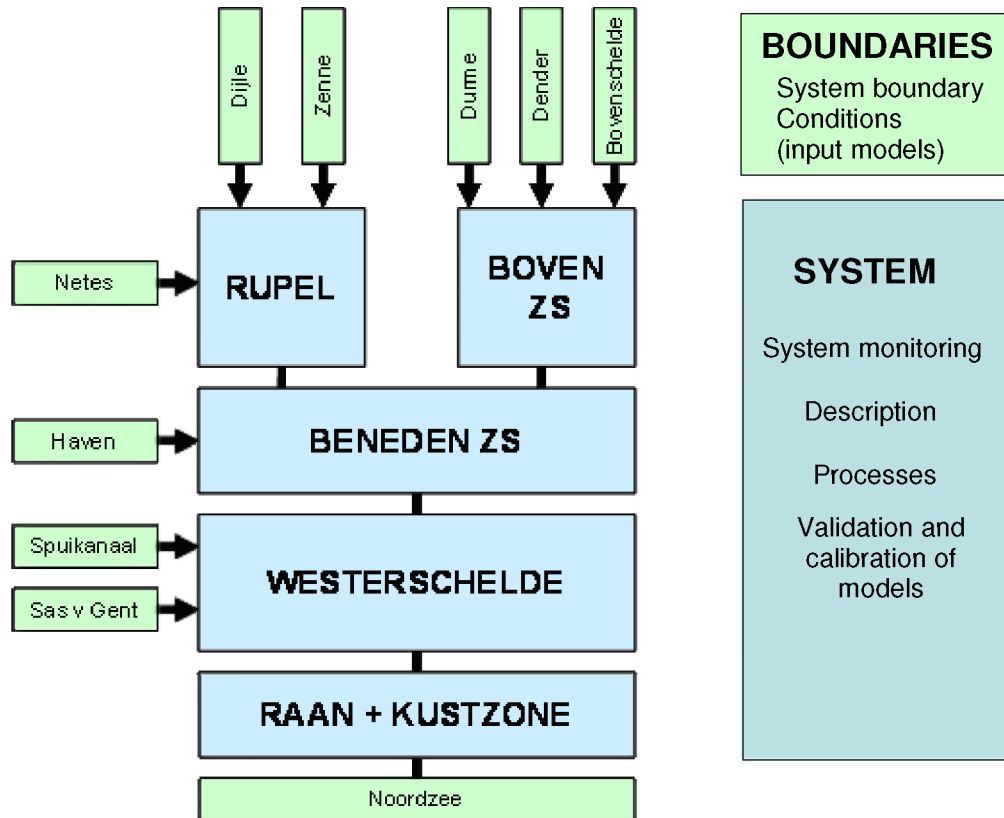 Dijle
Zenne
Durme
Dender
Bovenschelde
BOUNDARIES
System boundary
Conditions
(input models)
Netes
RUPEL
BOVEN
ZS
SYSTEM
System monitoring
Description
Processes
Validation and
calibration of
models
Haven
BENEDEN ZS
Spuikanaal
WESTERSCHELDE
Sas v Gent
RAAN + KUSTZONE
Noordzee